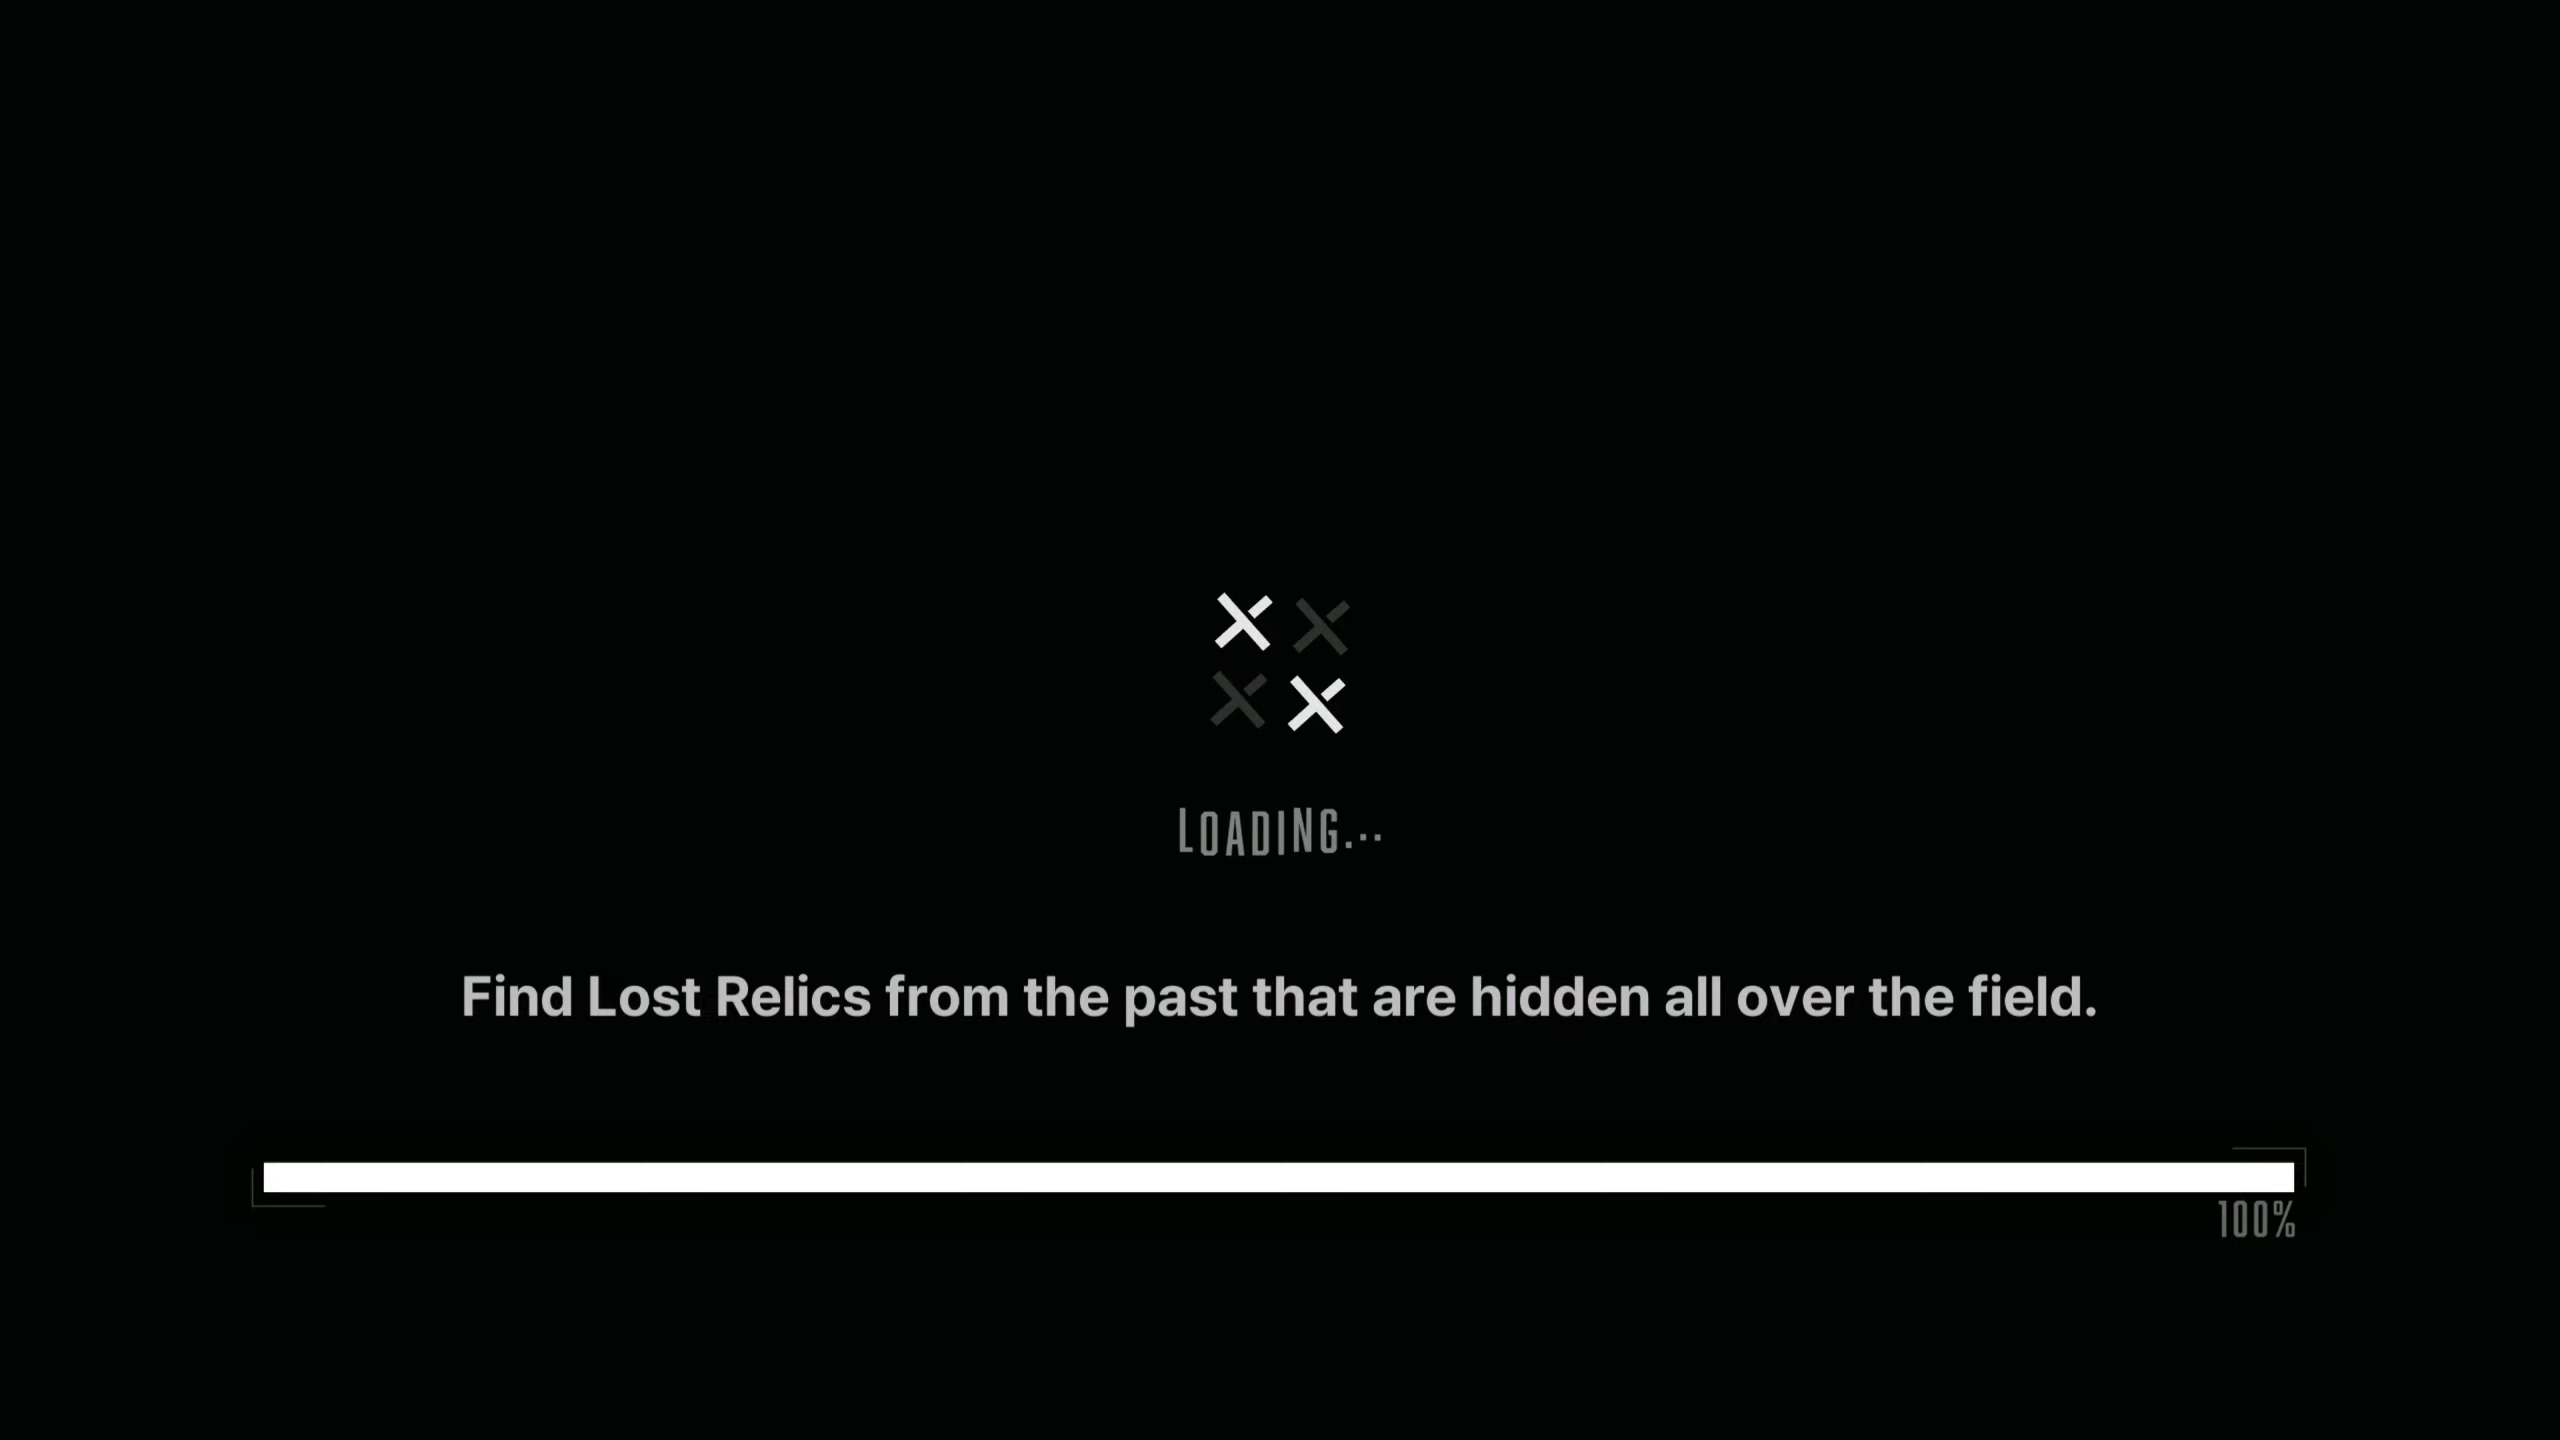 LOADING...
Find Lost Relics from the past that are hidden all over the field.
100%